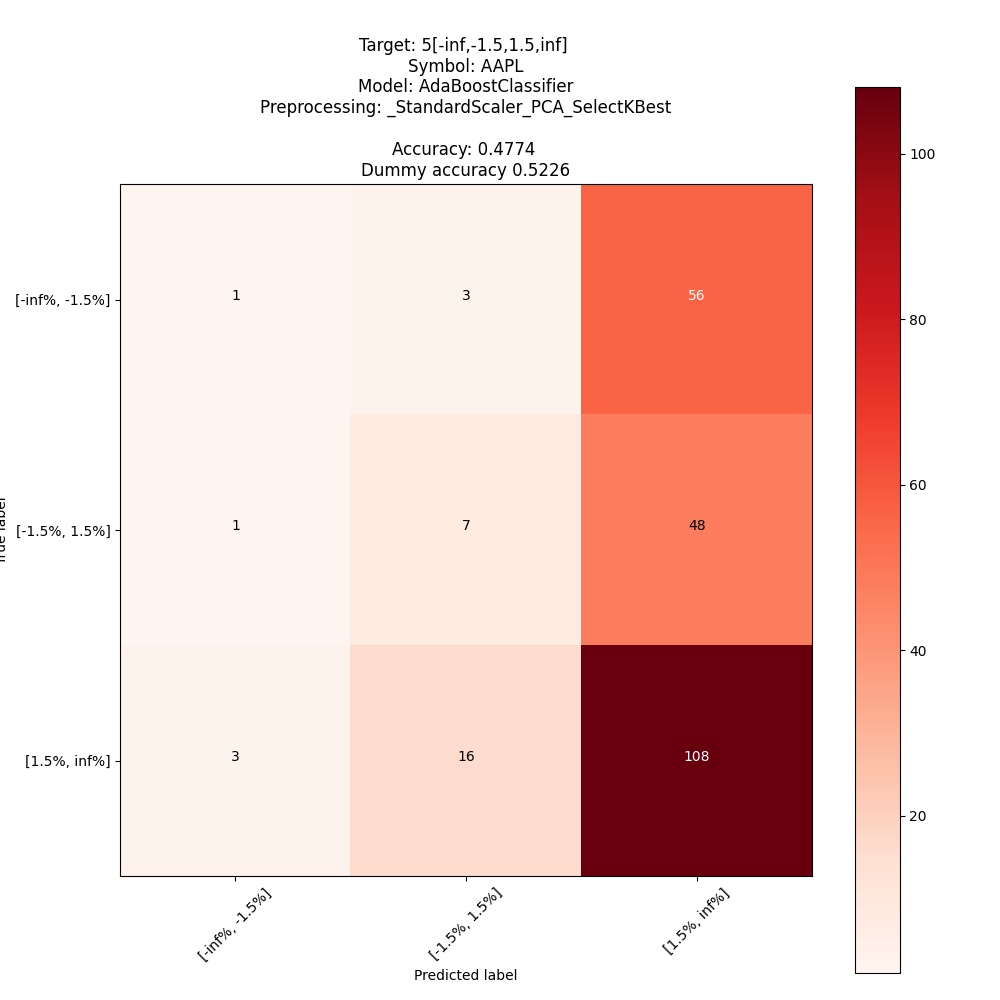 Target: 5[-inf,-1.5,1.5,inf]
Symbol: AAPL
Model: AdaBoostClassifier
Preprocessing: _StandardScaler_PCA_SelectKBest
Accuracy: 0.4774
Dummy accuracy 0.5226
[-inf%, -1.5%] 1 3 56
[-1.5%, 1.5%] 1 7 48
[1.5%, inf%] 3 16 108
[-inf%, -1.5%] [-1.5%, 1.5%] [1.5%, inf%]
Predicted label
100
80
60
40
20